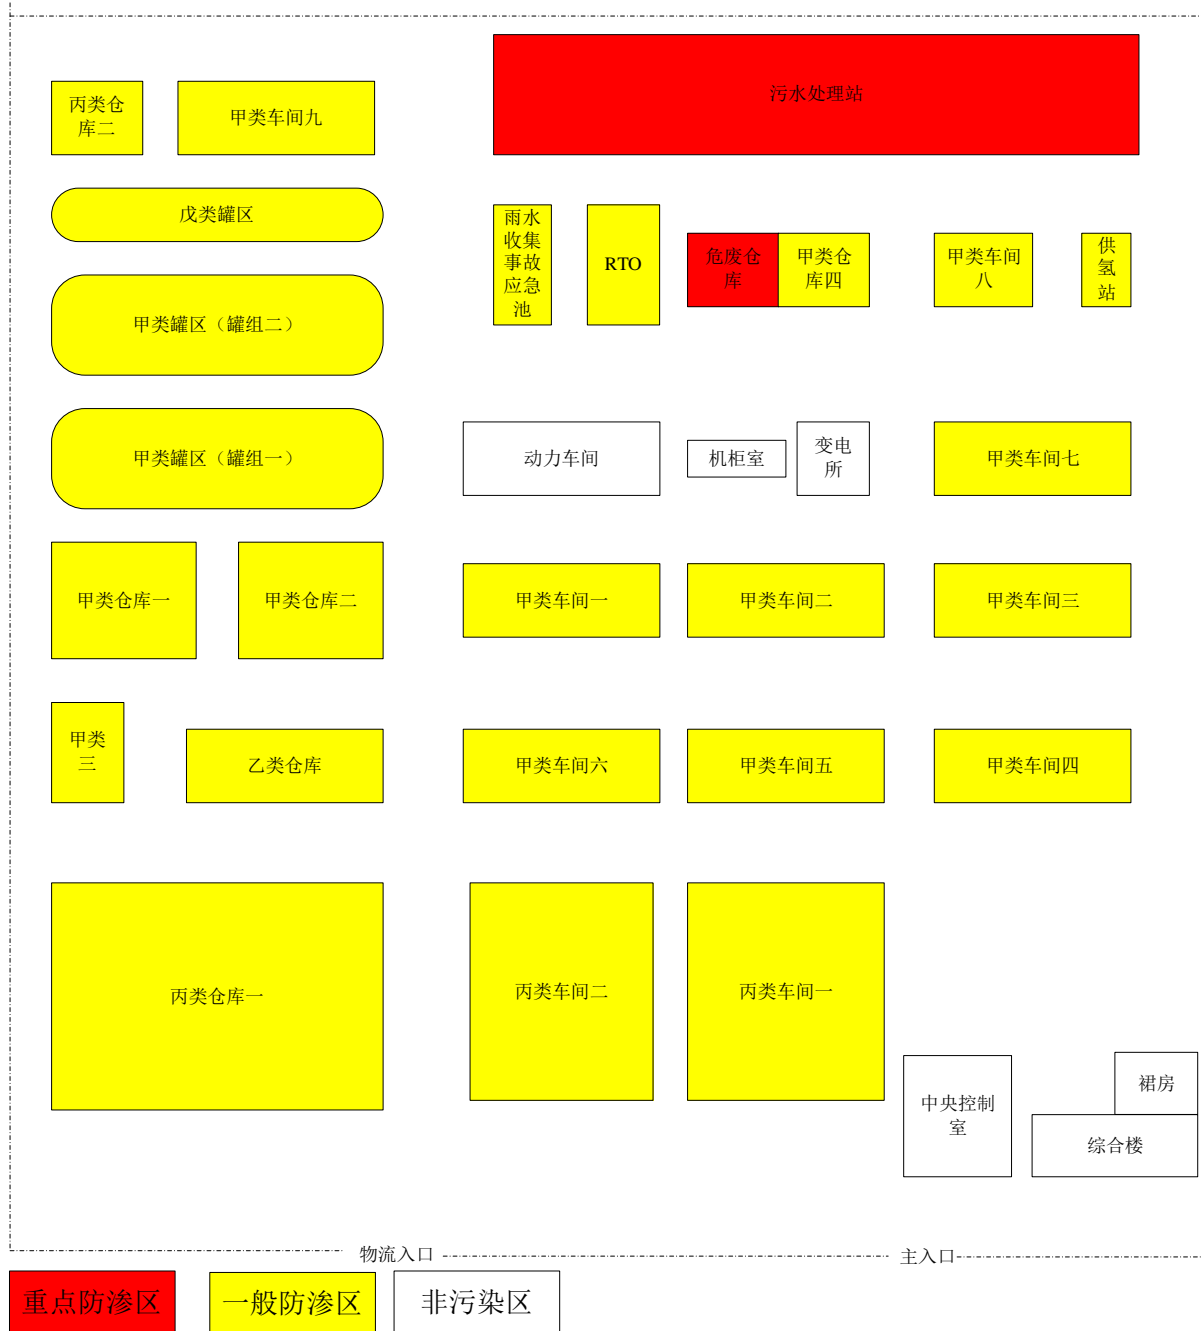 污水处理站
丙类仓
库二
甲类车间九
戊类罐区
雨水
收集
事故
应急
池
RTO
危废仓
库
甲类仓
库四
甲类车间
八
供
氢
站
甲类罐区（罐组二）
甲类罐区（罐组一）
动力车间
机柜室
变电
所
甲类车间七
甲类仓库一
甲类仓库二
甲类车间一
甲类车间二
甲类车间三
甲类
三
乙类仓库
甲类车间六
甲类车间五
甲类车间四
丙类仓库一
丙类车间二
丙类车间一
中央控制
室
裙房
综合楼
物流入口
主入口
重点防渗区
一般防渗区
非污染区